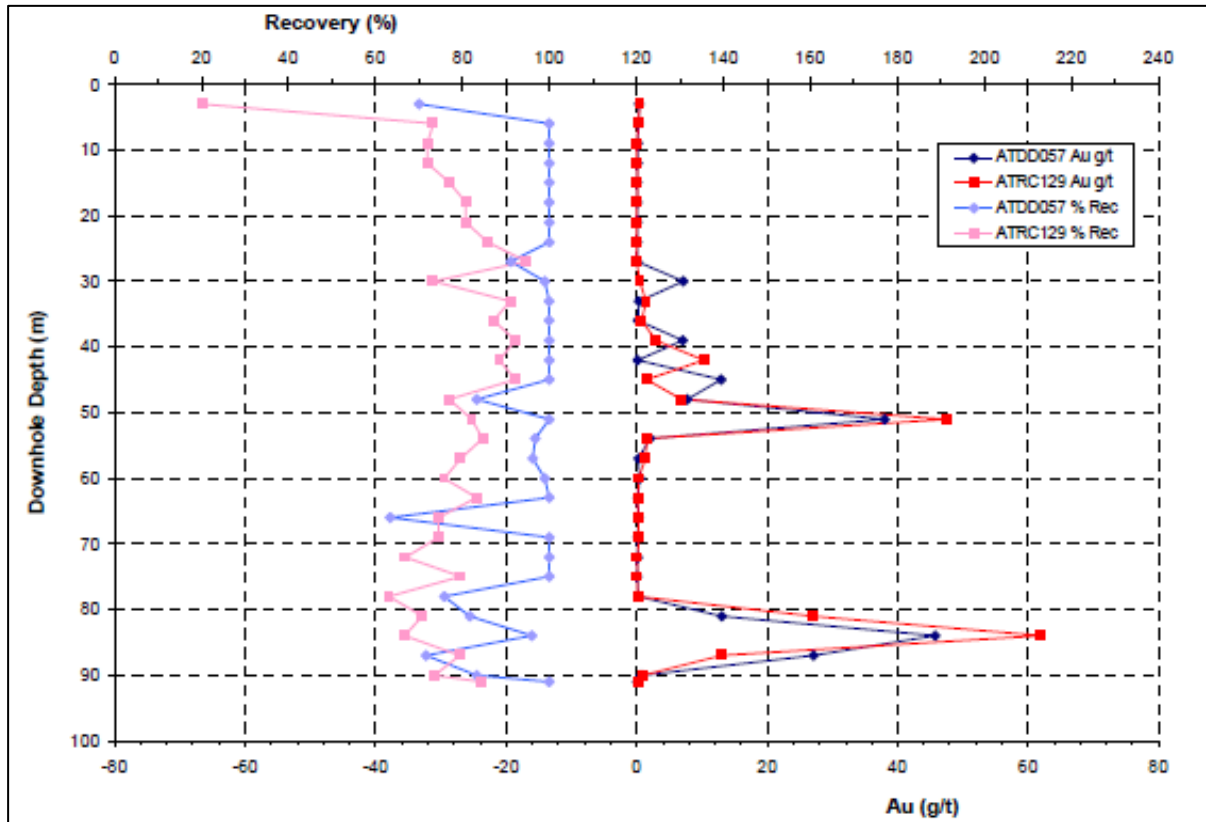 Recovery (%)
0 20 40 60 80 100 120 140 160 180 200 220 240
0
10
20
30
40
50
60
70
80
90
100
Downhole Depth (m)
ATDD057 Au g/t
ATRC129 Au g/t
ATDD057 % Rec
ATRC129 % Rec
-80 -60 -40 -20 0 20 40 60 80
Au (g/t)